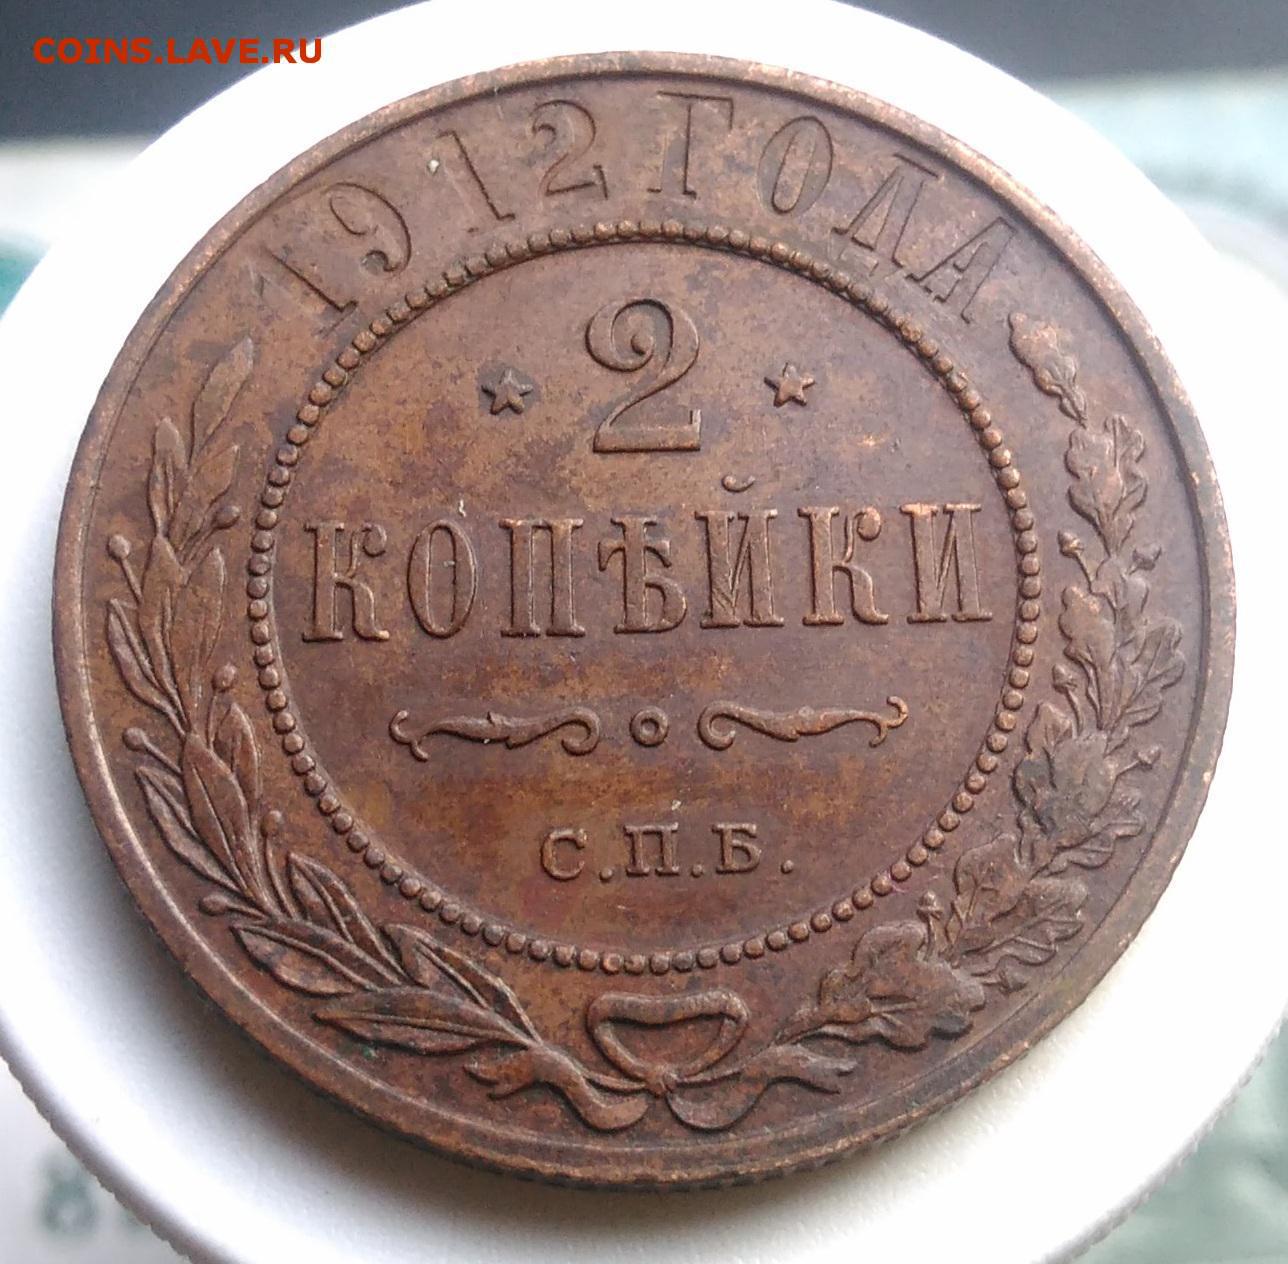 COINS.LAVE.RU
1912 ГОДА
2
КОПѢЙКИ
С.П.Б.